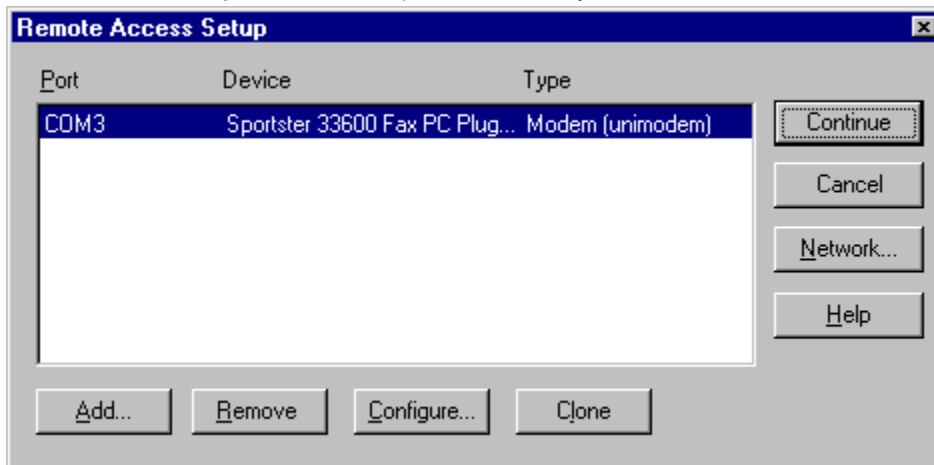 Remote Access Setup
Port Device Type
COM3 Sportster 33600 Fax PC Plug... Modem (unimodem)
Continue
Cancel
Network...
Help
Add... Remove Configure... Clone